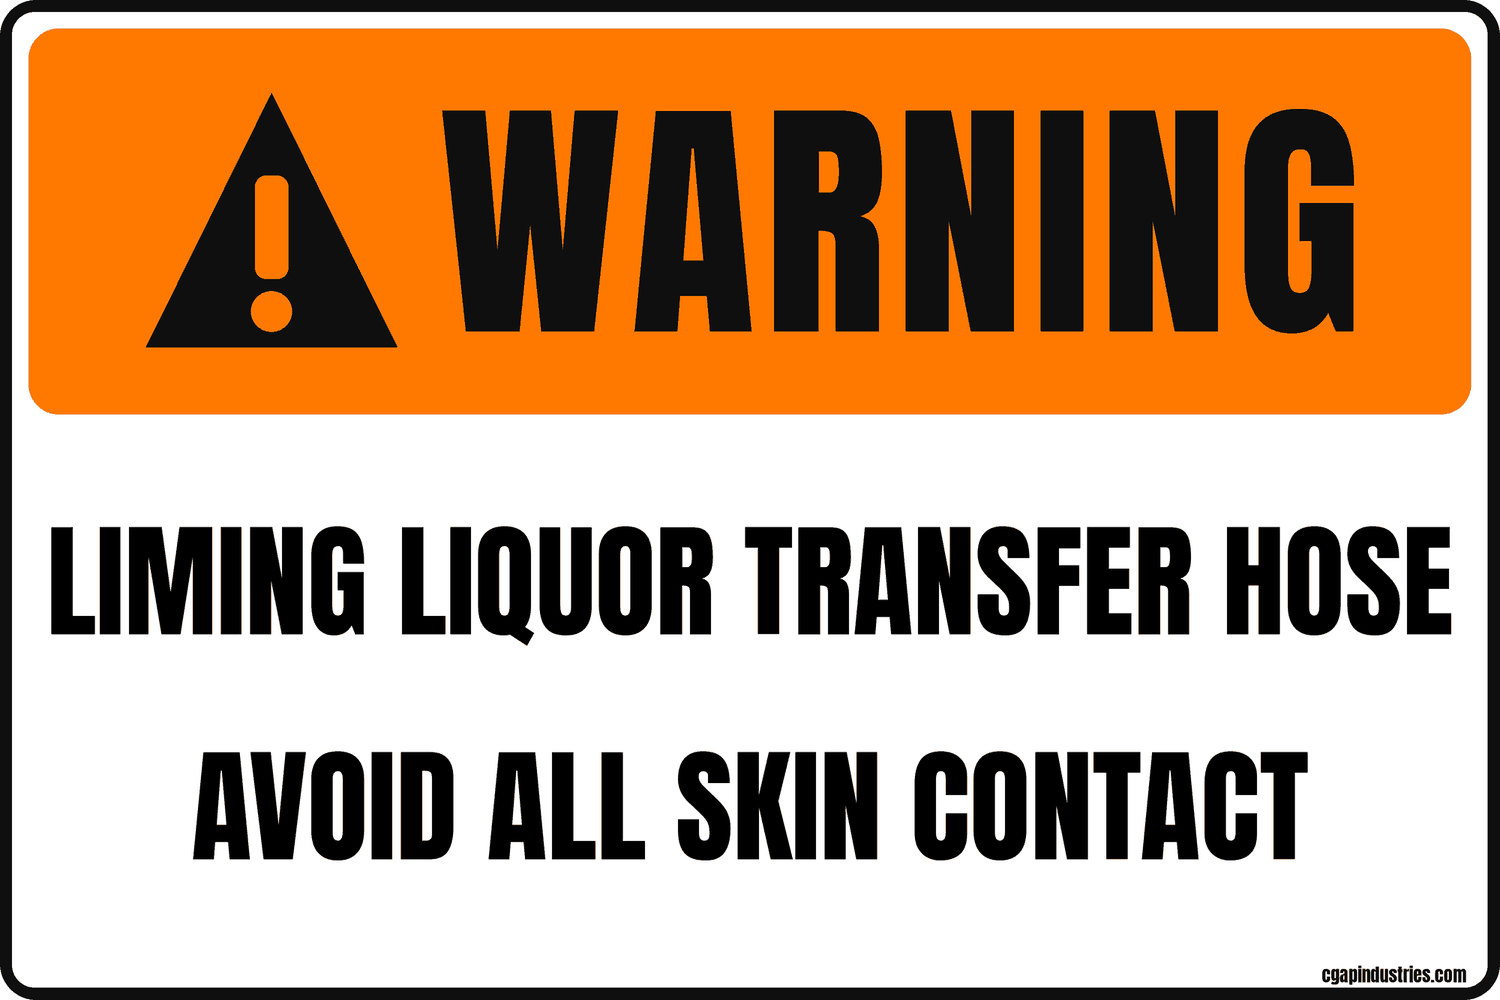 WARNING
LIMING LIQUOR TRANSFER HOSE
AVOID ALL SKIN CONTACT
cgapindustries.com